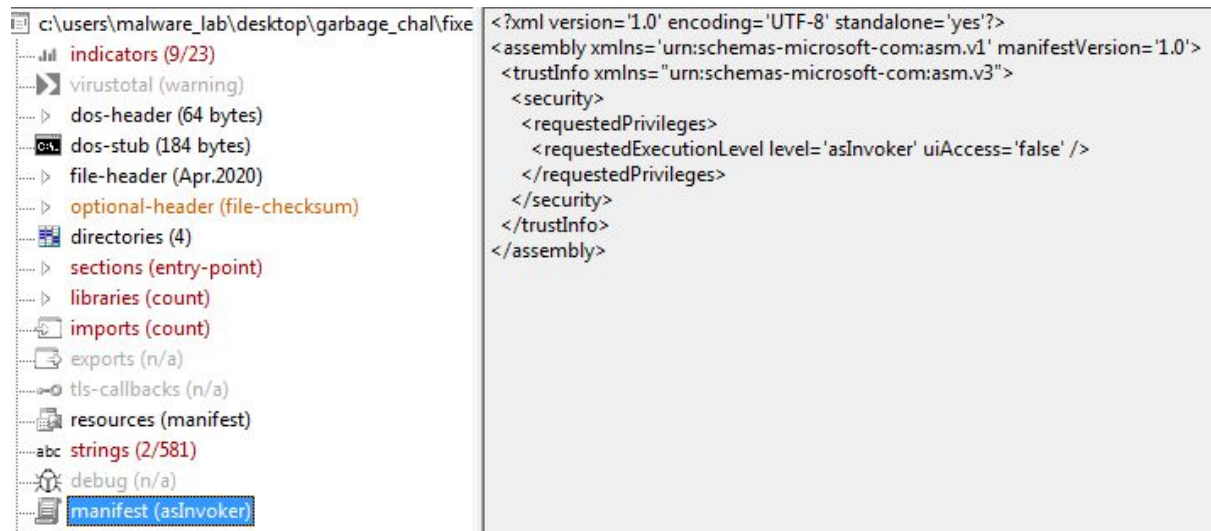 c:\users\malware_lab\desktop\garbage_chal\fixe
indicators (9/23)
virustotal (warning)
dos-header (64 bytes)
dos-stub (184 bytes)
file-header (Apr.2020)
optional-header (file-checksum)
directories (4)
sections (entry-point)
libraries (count)
imports (count)
exports (n/a)
tls-callbacks (n/a)
resources (manifest)
abc strings (2/581)
debug (n/a)
manifest (asInvoker)
<?xml version='1.0' encoding='UTF-8' standalone='yes'?>
<assembly xmlns='urn:schemas-microsoft-com:asm.v1' manifestVersion='1.0'>
<trustInfo xmlns="urn:schemas-microsoft-com:asm.v3">
<security>
<requestedPrivileges>
<requestedExecutionLevel level='asInvoker' uiAccess='false' />
</requestedPrivileges>
</security>
</trustInfo>
</assembly>